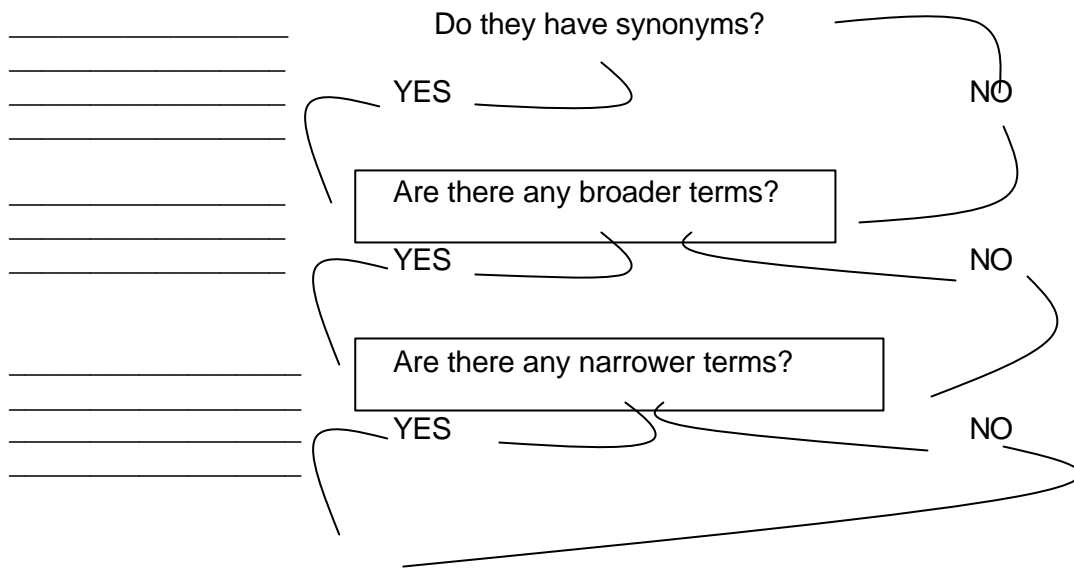 Do they have synonyms?
YES NO
Are there any broader terms?
YES NO
Are there any narrower terms?
YES NO